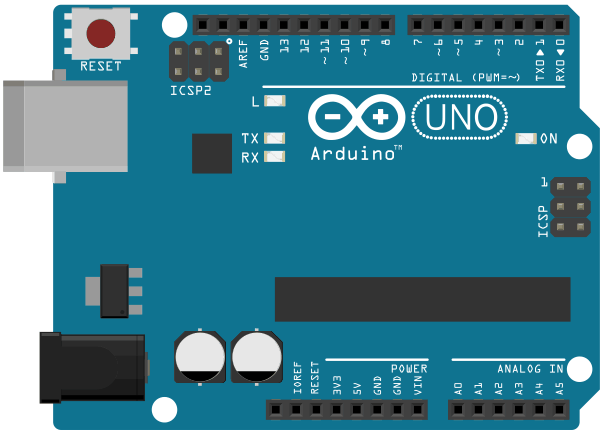 RESET
ICSP2
AREF
GND
13
12
~11
~10
~9
8
7
~6
~5
4
~3
2
TX0▶1
RX0◀0
DIGITAL (PWM=~)
L
TX
RX
Arduino™
UNO
ON
1
ICSP
POWER
ANALOG IN
IOREF
RESET
3V3
5V
GND
GND
VIN
A0
A1
A2
A3
A4
A5